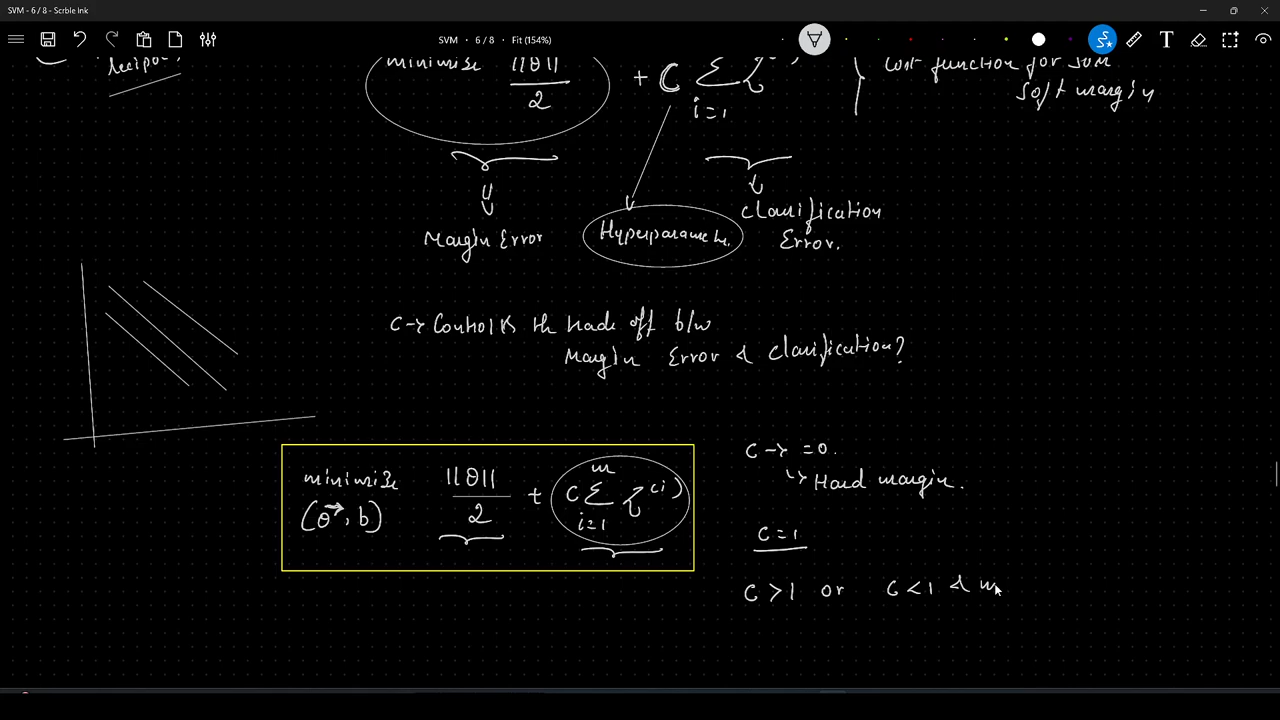 SVM - 6 / 8 - Scrble Ink
SVM • 6 / 8 • Fit (154%)
Minimise ||θ||/2 + C Σ i=1 ξ
Cost function for SVM
Soft margin
Margin Error
Hyperparamete.
Classification
Error.
C → Controls the trade off b/w
Margin Error & Classification?
minimize (θ, b) ||θ||/2 + C Σ i=1 m ξ(i)
C → = 0.
↳ Hard margin.
C = 1
C > 1 or C < 1 &